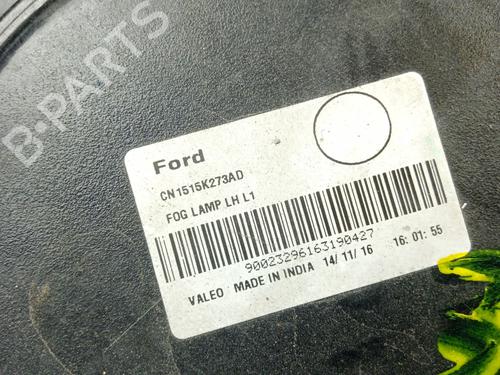 B-PARTS
Ford
CN1515K273AD
FOG LAMP LH L1
90023296163190427
VALEO MADE IN INDIA 14/11/16 16:01:55